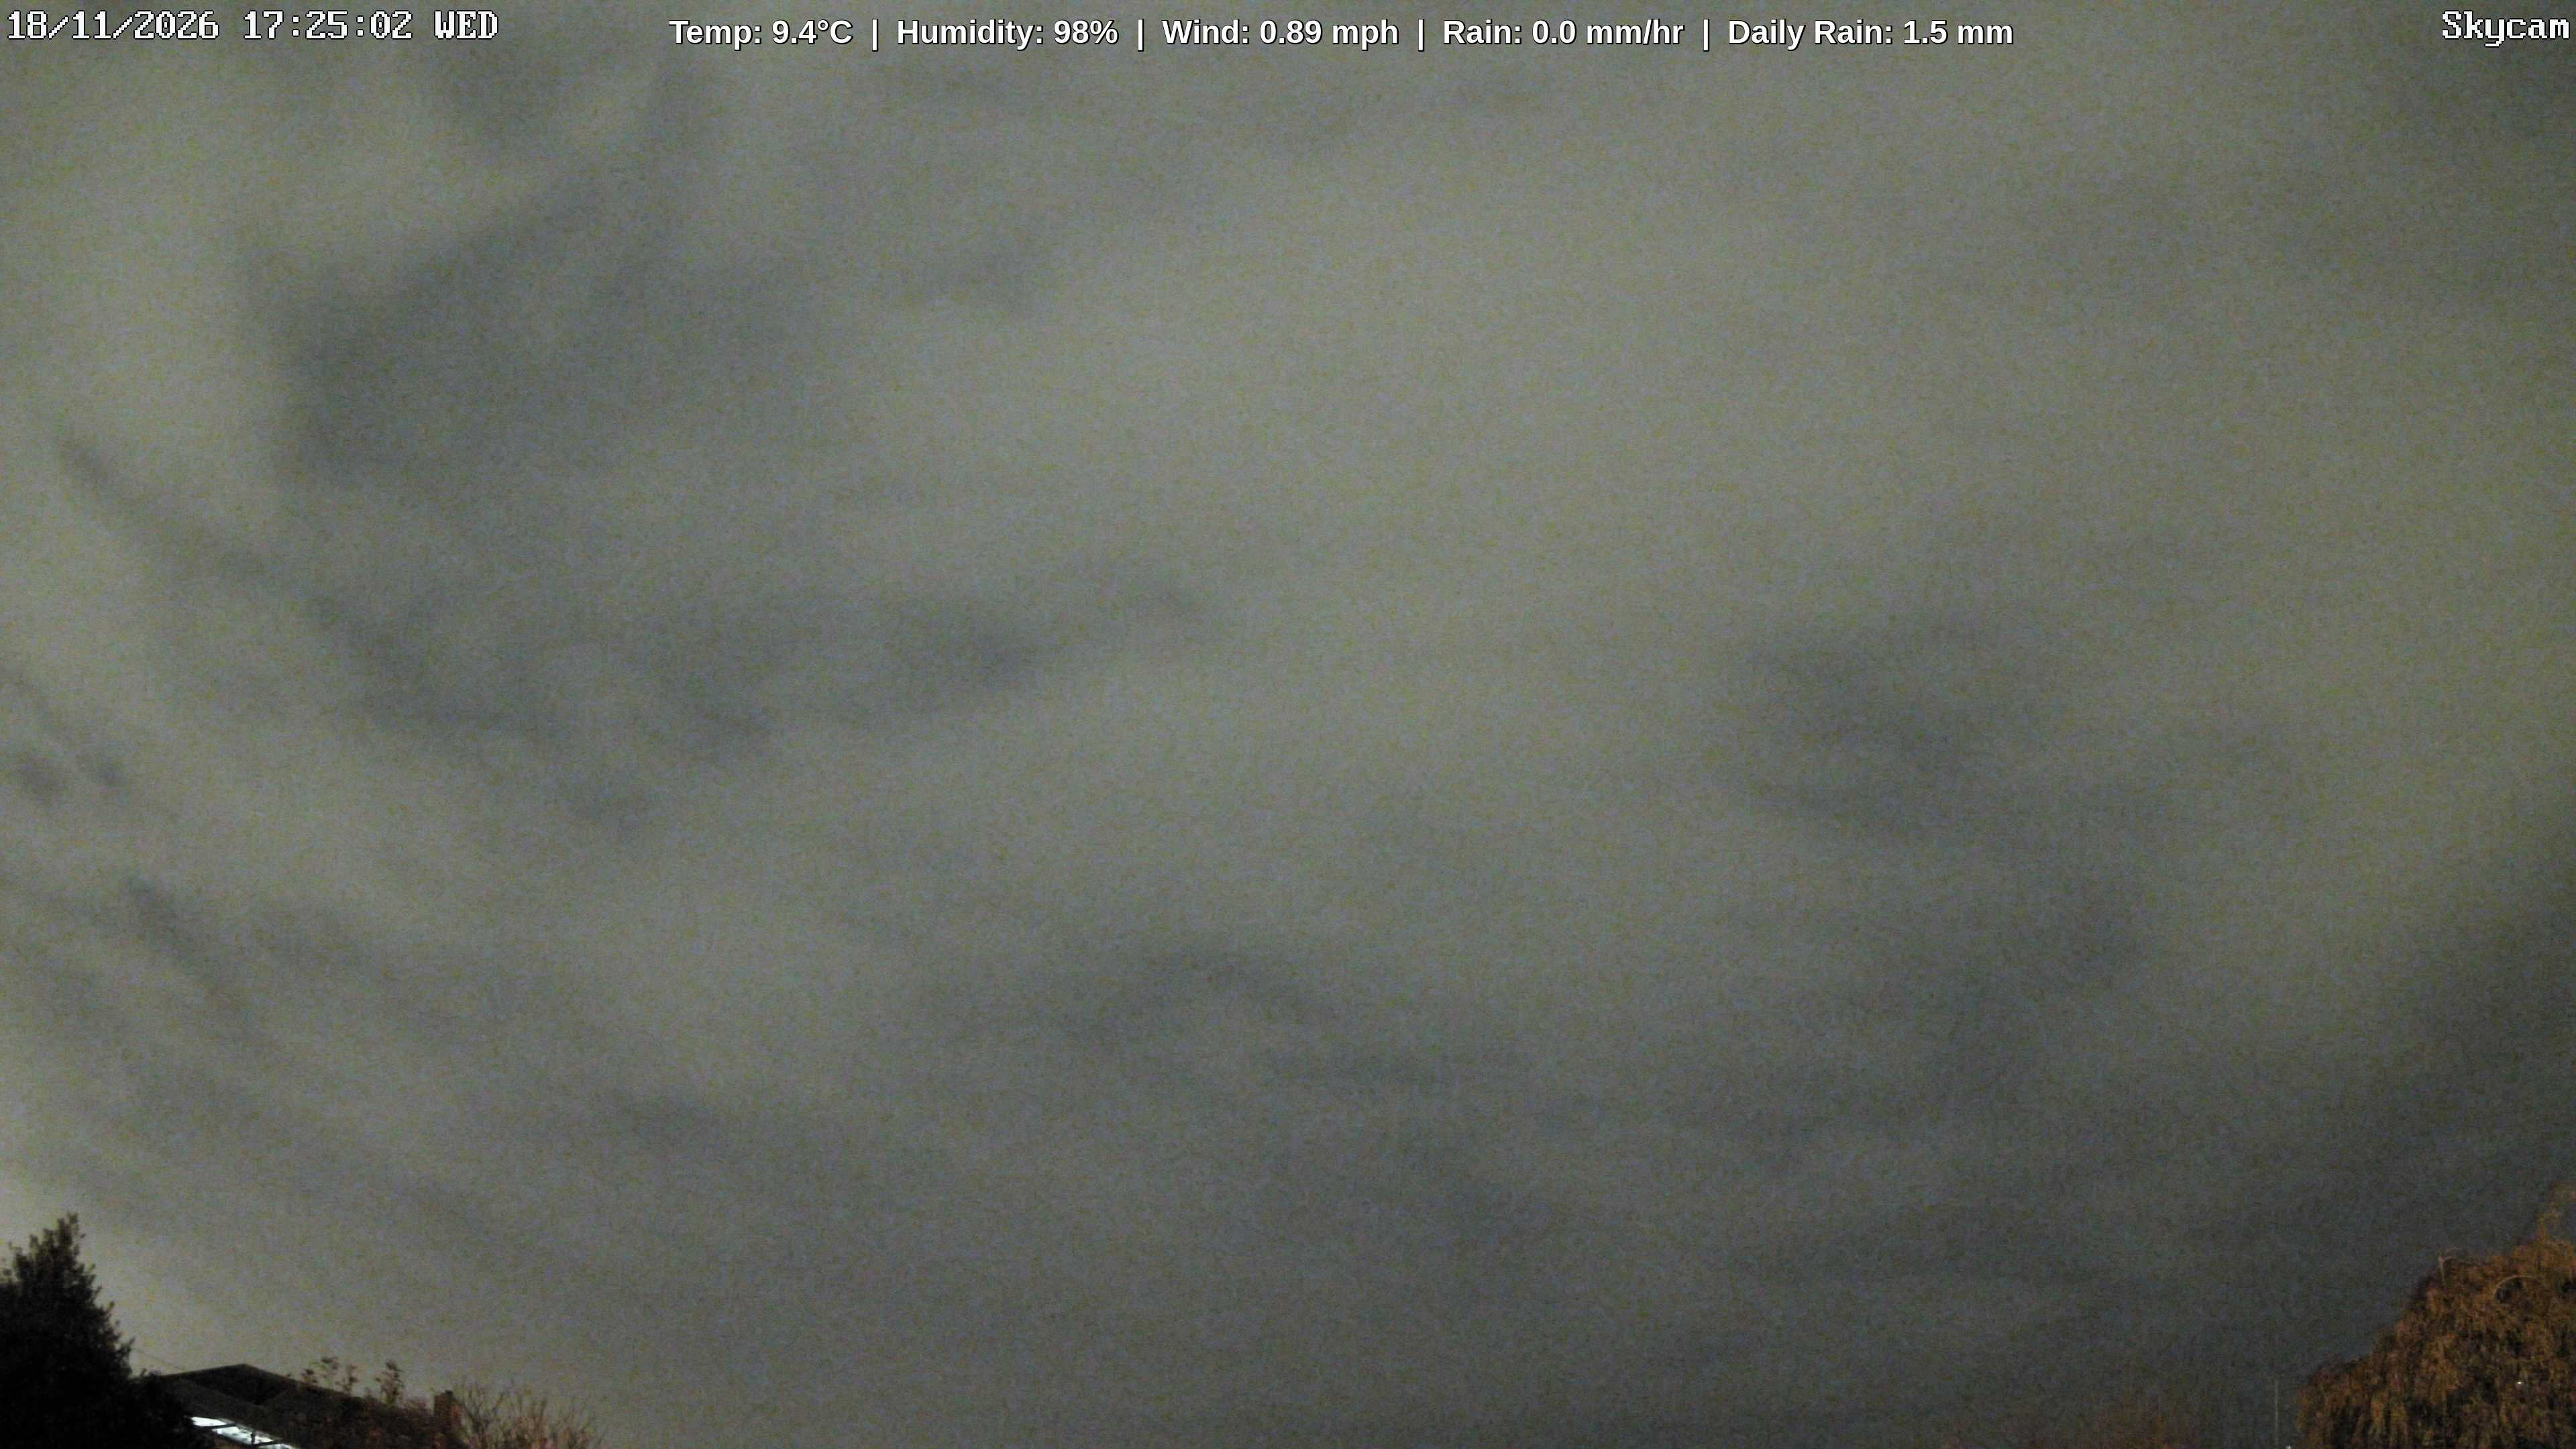 18/11/2026 17:25:02 WED
Temp: 9.4°C | Humidity: 98% | Wind: 0.89 mph | Rain: 0.0 mm/hr | Daily Rain: 1.5 mm
Skycam